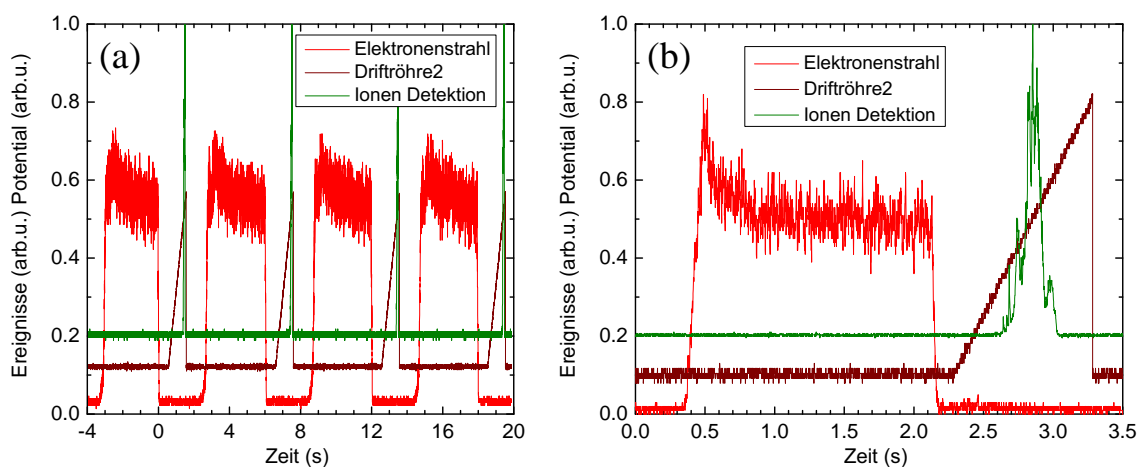 (a)
Elektronenstrahl
Driftröhre2
Ionen Detektion
Ereignisse (arb.u.) Potential (arb.u.)
1.0
0.8
0.6
0.4
0.2
0.0
-4 0 4 8 12 16 20
Zeit (s)
(b)
Elektronenstrahl
Driftröhre2
Ionen Detektion
Ereignisse (arb.u.) Potential (arb.u.)
1.0
0.8
0.6
0.4
0.2
0.0
0.0 0.5 1.0 1.5 2.0 2.5 3.0 3.5
Zeit (s)